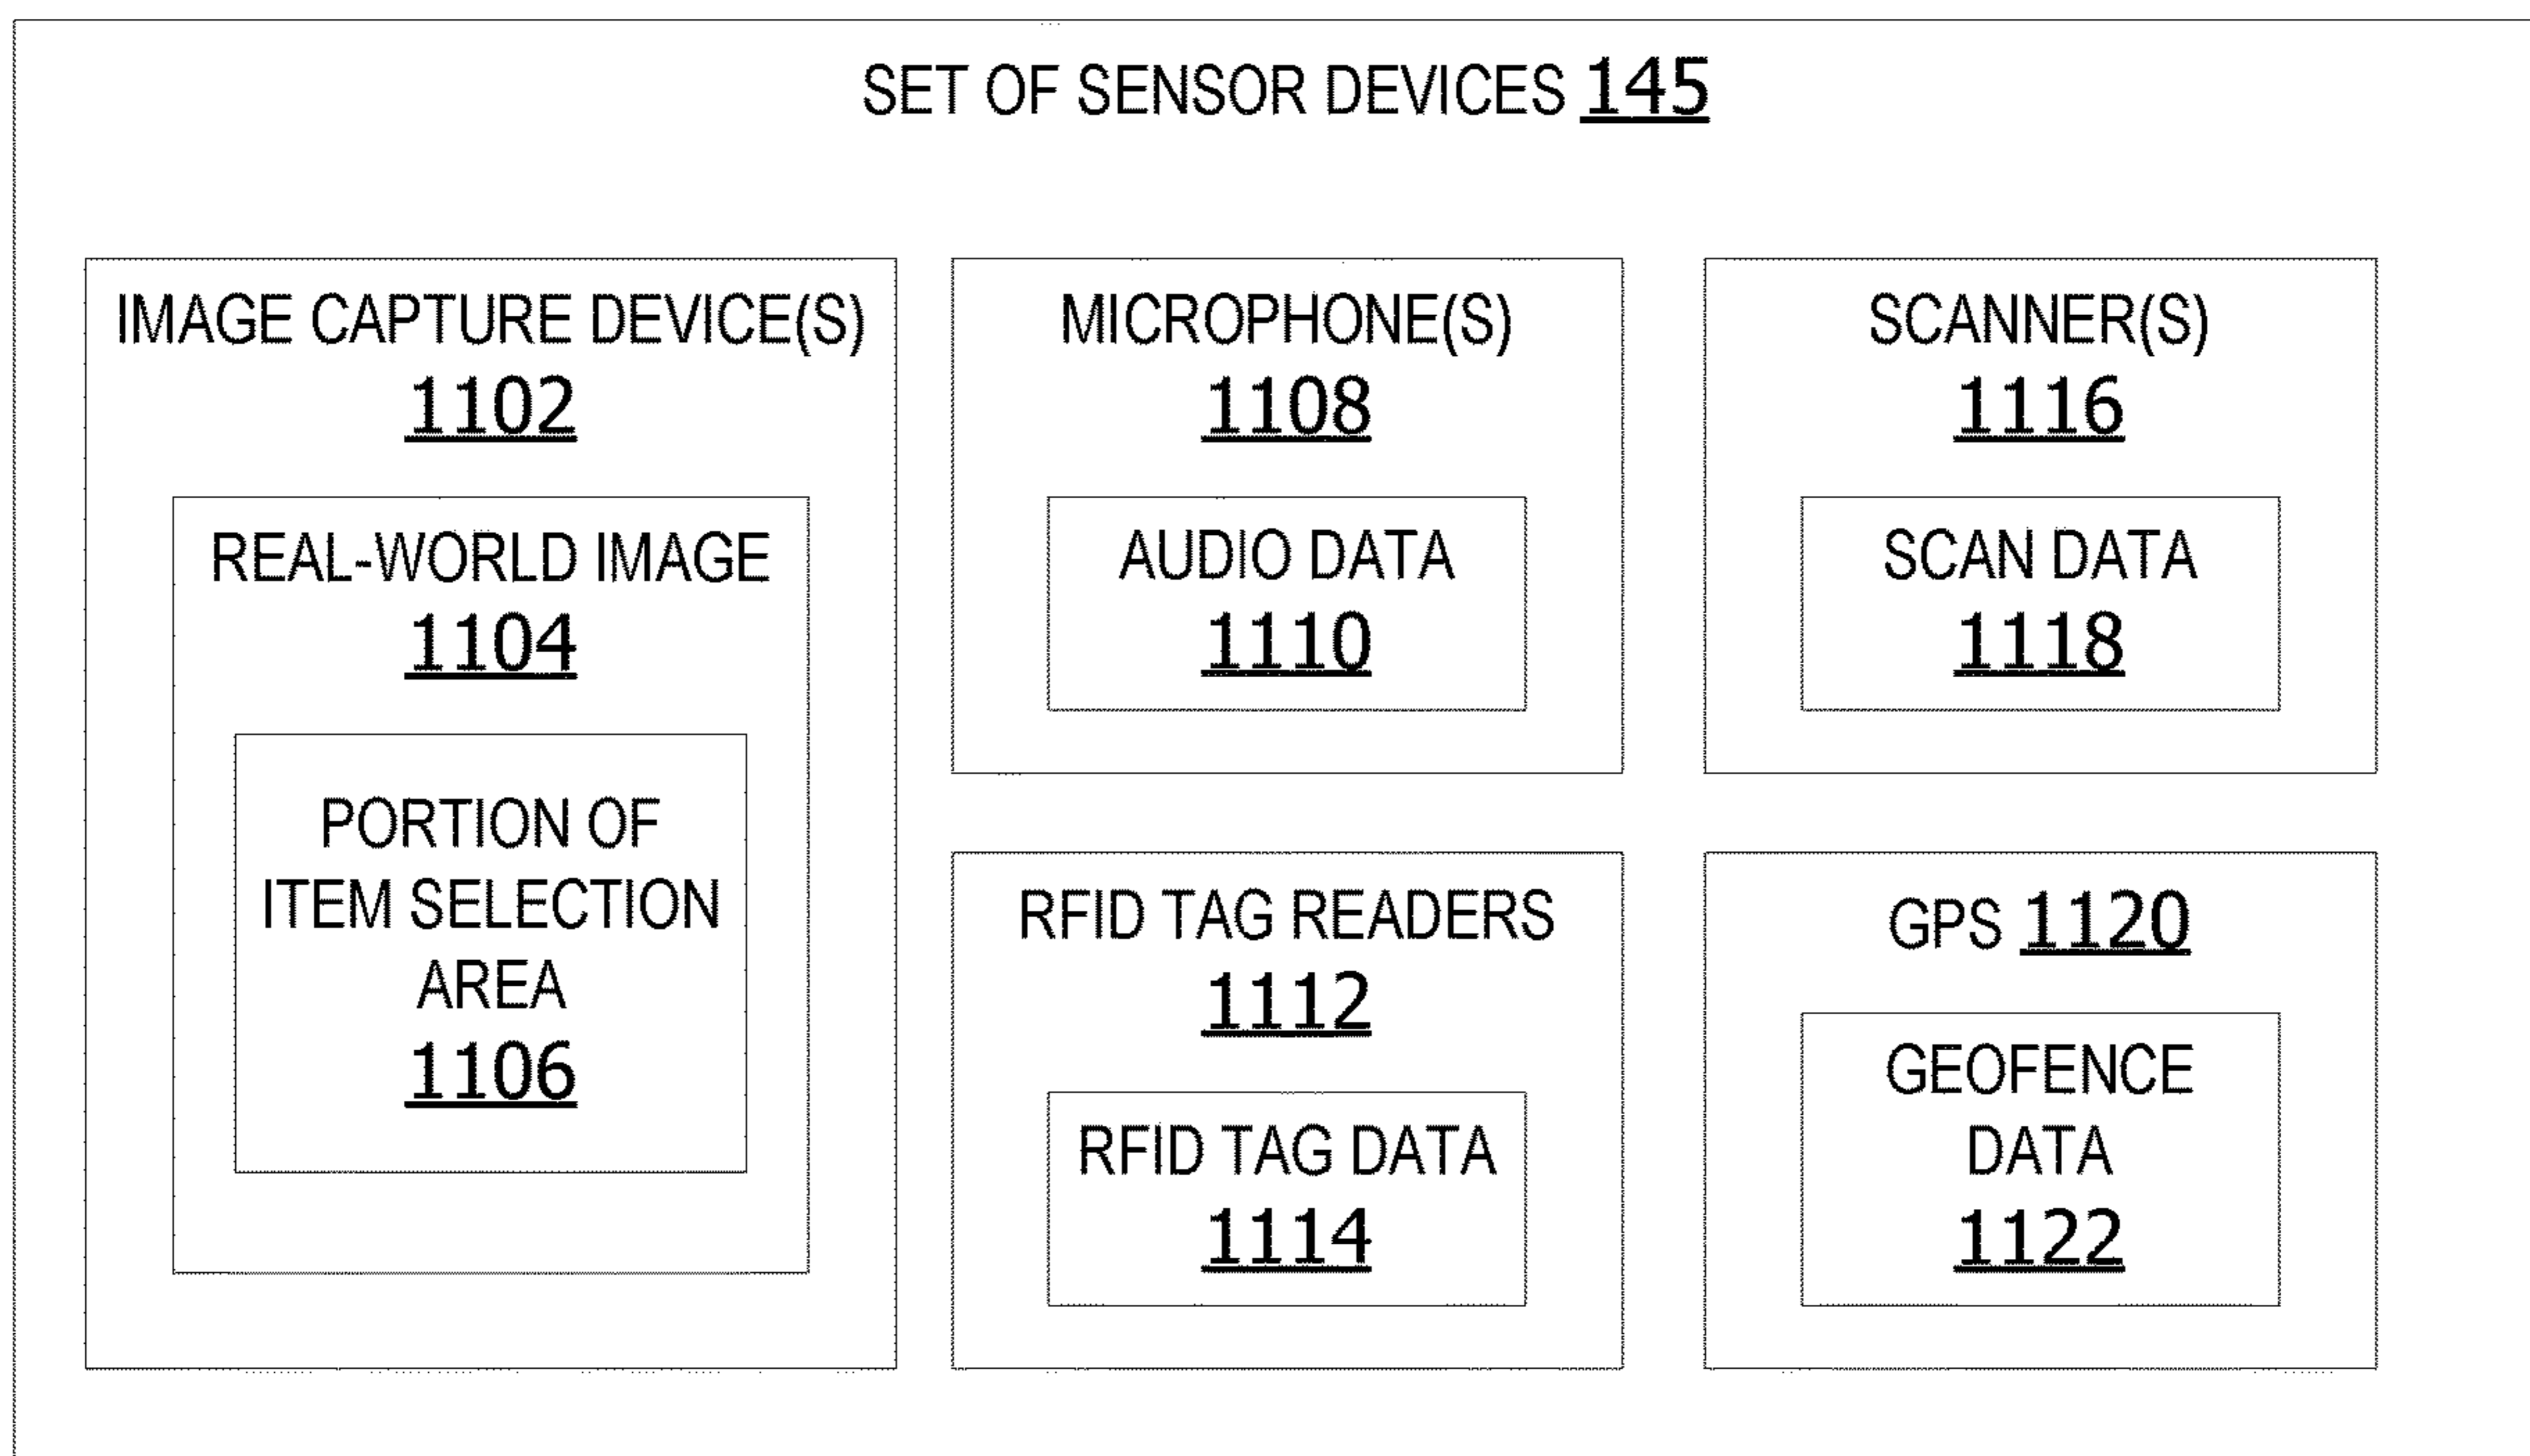 SET OF SENSOR DEVICES 145
IMAGE CAPTURE DEVICE(S)
1102
REAL-WORLD IMAGE
1104
PORTION OF
ITEM SELECTION
AREA
1106
MICROPHONE(S)
1108
AUDIO DATA
1110
SCANNER(S)
1116
SCAN DATA
1118
RFID TAG READERS
1112
RFID TAG DATA
1114
GPS 1120
GEOFENCE
DATA
1122